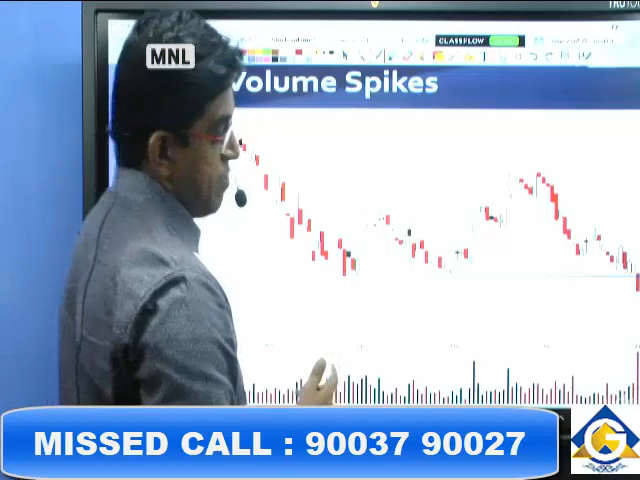 CLASSFLOW
MNL
Volume Spikes
MISSED CALL : 90037 90027
G